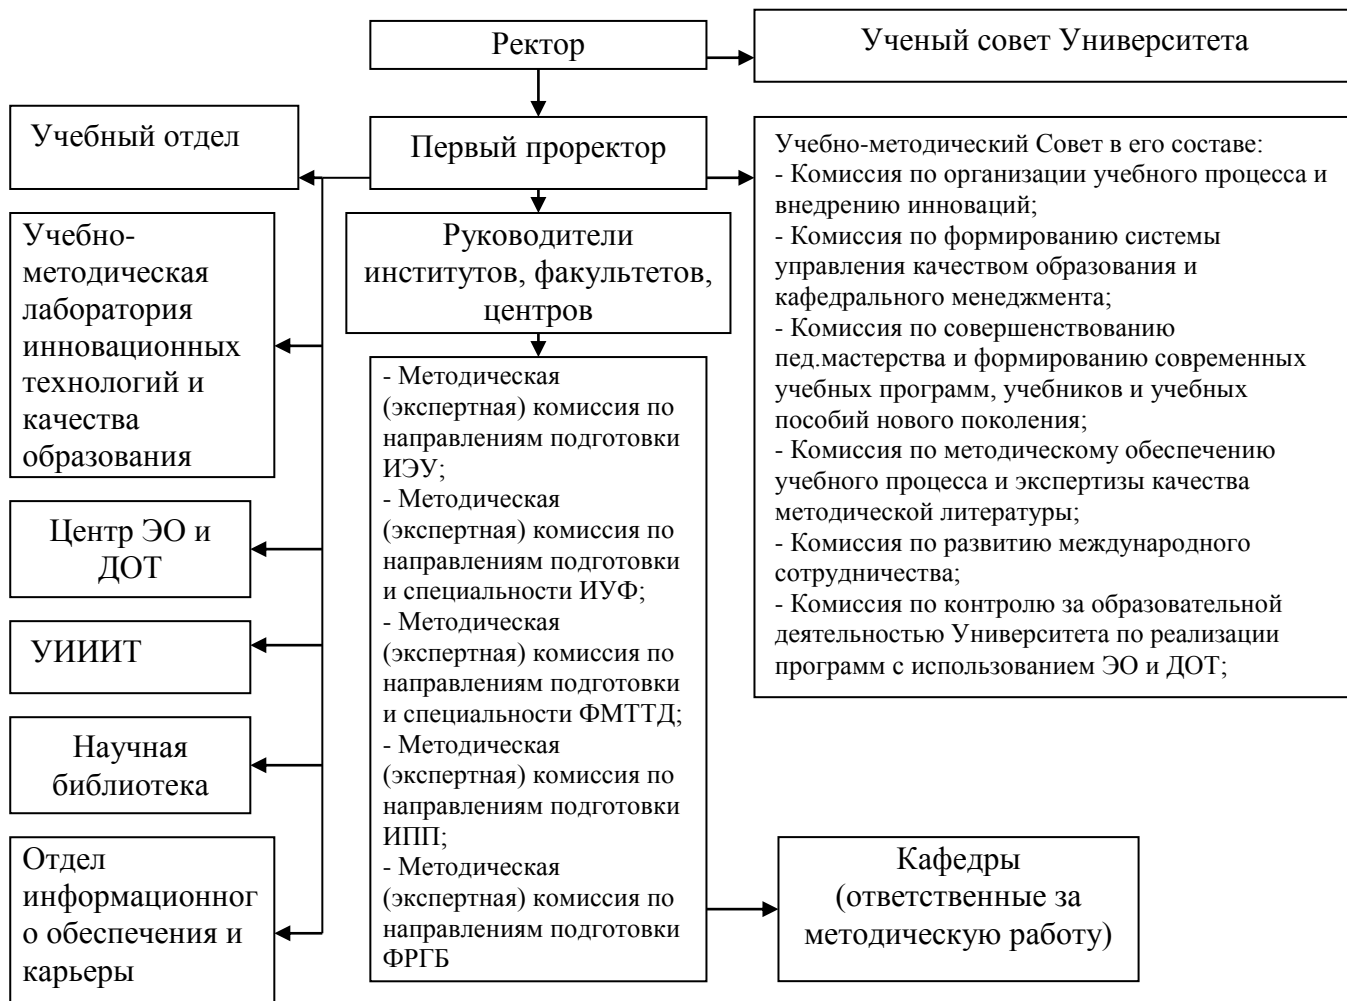 Ректор
Ученый совет Университета
Учебный отдел
Первый проректор
Учебно-методический Совет в его составе:
- Комиссия по организации учебного процесса и
внедрению инноваций;
- Комиссия по формированию системы
управления качеством образования и
кафедрального менеджмента;
- Комиссия по совершенствованию
пед.мастерства и формированию современных
учебных программ, учебников и учебных
пособий нового поколения;
- Комиссия по методическому обеспечению
учебного процесса и экспертизы качества
методической литературы;
- Комиссия по развитию международного
сотрудничества;
- Комиссия по контролю за образовательной
деятельностью Университета по реализации
программ с использованием ЭО и ДОТ;
Учебно-
методическая
лаборатория
инновационных
технологий и
качества
образования
Руководители
институтов, факультетов,
центров
- Методическая
(экспертная) комиссия по
направлениям подготовки
ИЭУ;
- Методическая
(экспертная) комиссия по
направлениям подготовки
и специальности ИУФ;
- Методическая
(экспертная) комиссия по
направлениям подготовки
и специальности ФМТТД;
- Методическая
(экспертная) комиссия по
направлениям подготовки
ИПП;
- Методическая
(экспертная) комиссия по
направлениям подготовки
ФРГБ
Центр ЭО и
ДОТ
УИИИТ
Научная
библиотека
Отдел
информационног
о обеспечения и
карьеры
Кафедры
(ответственные за
методическую работу)